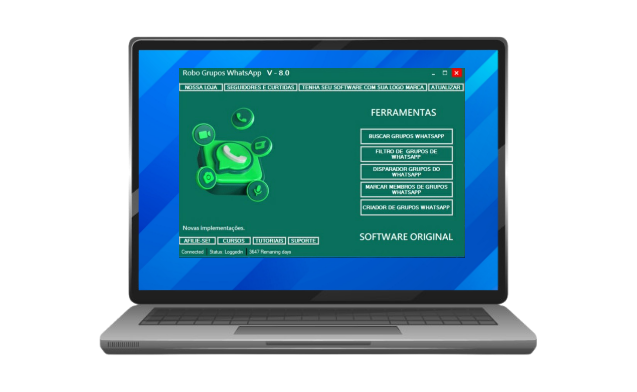 Robo Grupos WhatsApp V - 8.0
NOSSA LOJA SEGUIDORES E CURTIDAS TENHA SEU SOFTWARE COM SUA LOGO MARCA ATUALIZAR
FERRAMENTAS
BUSCAR GRUPOS WHATSAPP
FILTRO DE GRUPOS DE
WHATSAPP
DISPARADOR GRUPOS DO
WHATSAPP
MARCAR MEMBROS DE GRUPOS
WHATSAPP
CRIADOR DE GRUPOS WHATSAPP
Novas Implementações.
AFILIE-SE! CURSOS TUTORIAIS SUPORTE
SOFTWARE ORIGINAL
Connected Status: Loggedin 3647 Remaning days